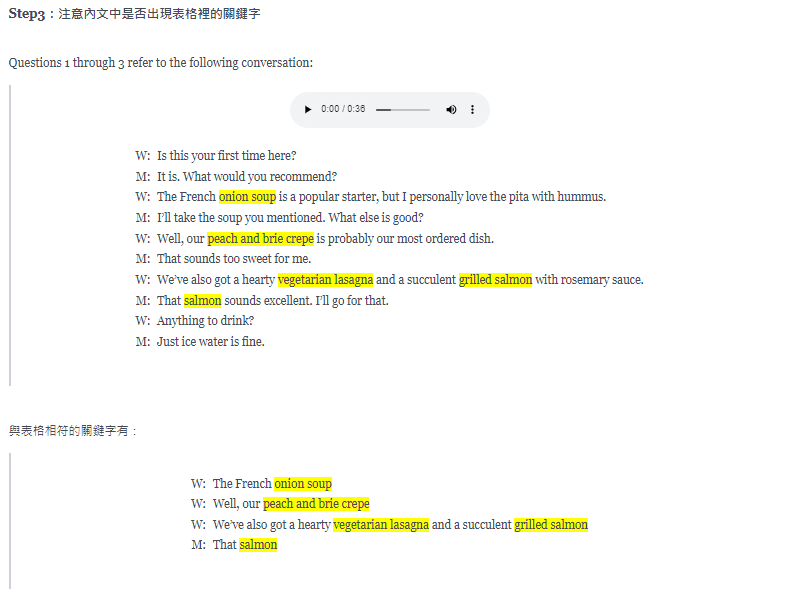 Step3：注意內文中是否出現表格裡的關鍵字
Questions 1 through 3 refer to the following conversation:
0:00 / 0:36
W: Is this your first time here?
M: It is. What would you recommend?
W: The French onion soup is a popular starter, but I personally love the pita with hummus.
M: I’ll take the soup you mentioned. What else is good?
W: Well, our peach and brie crepe is probably our most ordered dish.
M: That sounds too sweet for me.
W: We’ve also got a hearty vegetarian lasagna and a succulent grilled salmon with rosemary sauce.
M: That salmon sounds excellent. I’ll go for that.
W: Anything to drink?
M: Just ice water is fine.
與表格相符的關鍵字有：
W: The French onion soup
W: Well, our peach and brie crepe
W: We’ve also got a hearty vegetarian lasagna and a succulent grilled salmon
M: That salmon